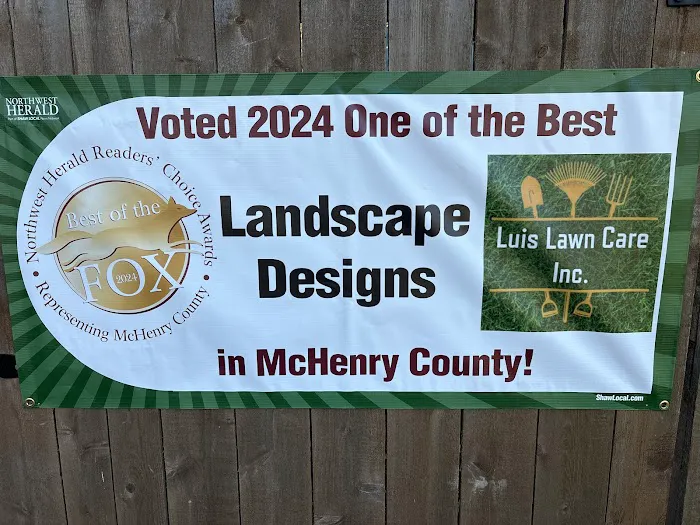 NORTHWEST
HERALD
Voted 2024 One of the Best
Northwest Herald Readers' Choice Awards
Best of the
FOX
2024
• Representing McHenry County •
Landscape
Designs
Luis Lawn Care
Inc.
in McHenry County!
ShawLocal.com